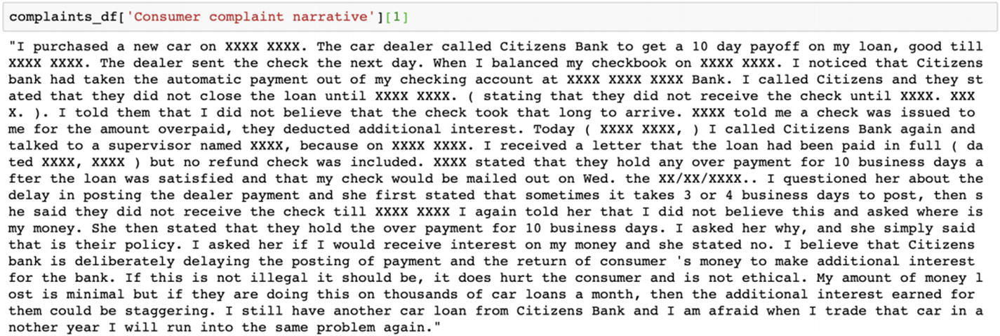 complaints_df['Consumer complaint narrative'][1]
"I purchased a new car on XXXX XXXX. The car dealer called Citizens Bank to get a 10 day payoff on my loan, good till
XXXX XXXX. The dealer sent the check the next day. When I balanced my checkbook on XXXX XXXX. I noticed that Citizens
bank had taken the automatic payment out of my checking account at XXXX XXXX XXXX Bank. I called Citizens and they st
ated that they did not close the loan until XXXX XXXX. ( stating that they did not receive the check until XXXX. XXX
X. ). I told them that I did not believe that the check took that long to arrive. XXXX told me a check was issued to
me for the amount overpaid, they deducted additional interest. Today ( XXXX XXXX, ) I called Citizens Bank again and
talked to a supervisor named XXXX, because on XXXX XXXX. I received a letter that the loan had been paid in full ( da
ted XXXX, XXXX ) but no refund check was included. XXXX stated that they hold any over payment for 10 business days a
fter the loan was satisfied and that my check would be mailed out on Wed. the XX/XX/XXXX.. I questioned her about the
delay in posting the dealer payment and she first stated that sometimes it takes 3 or 4 business days to post, then s
he said they did not receive the check till XXXX XXXX I again told her that I did not believe this and asked where is
my money. She then stated that they hold the over payment for 10 business days. I asked her why, and she simply said
that is their policy. I asked her if I would receive interest on my money and she stated no. I believe that Citizens
bank is deliberately delaying the posting of payment and the return of consumer 's money to make additional interest
for the bank. If this is not illegal it should be, it does hurt the consumer and is not ethical. My amount of money l
ost is minimal but if they are doing this on thousands of car loans a month, then the additional interest earned for
them could be staggering. I still have another car loan from Citizens Bank and I am afraid when I trade that car in a
nother year I will run into the same problem again."